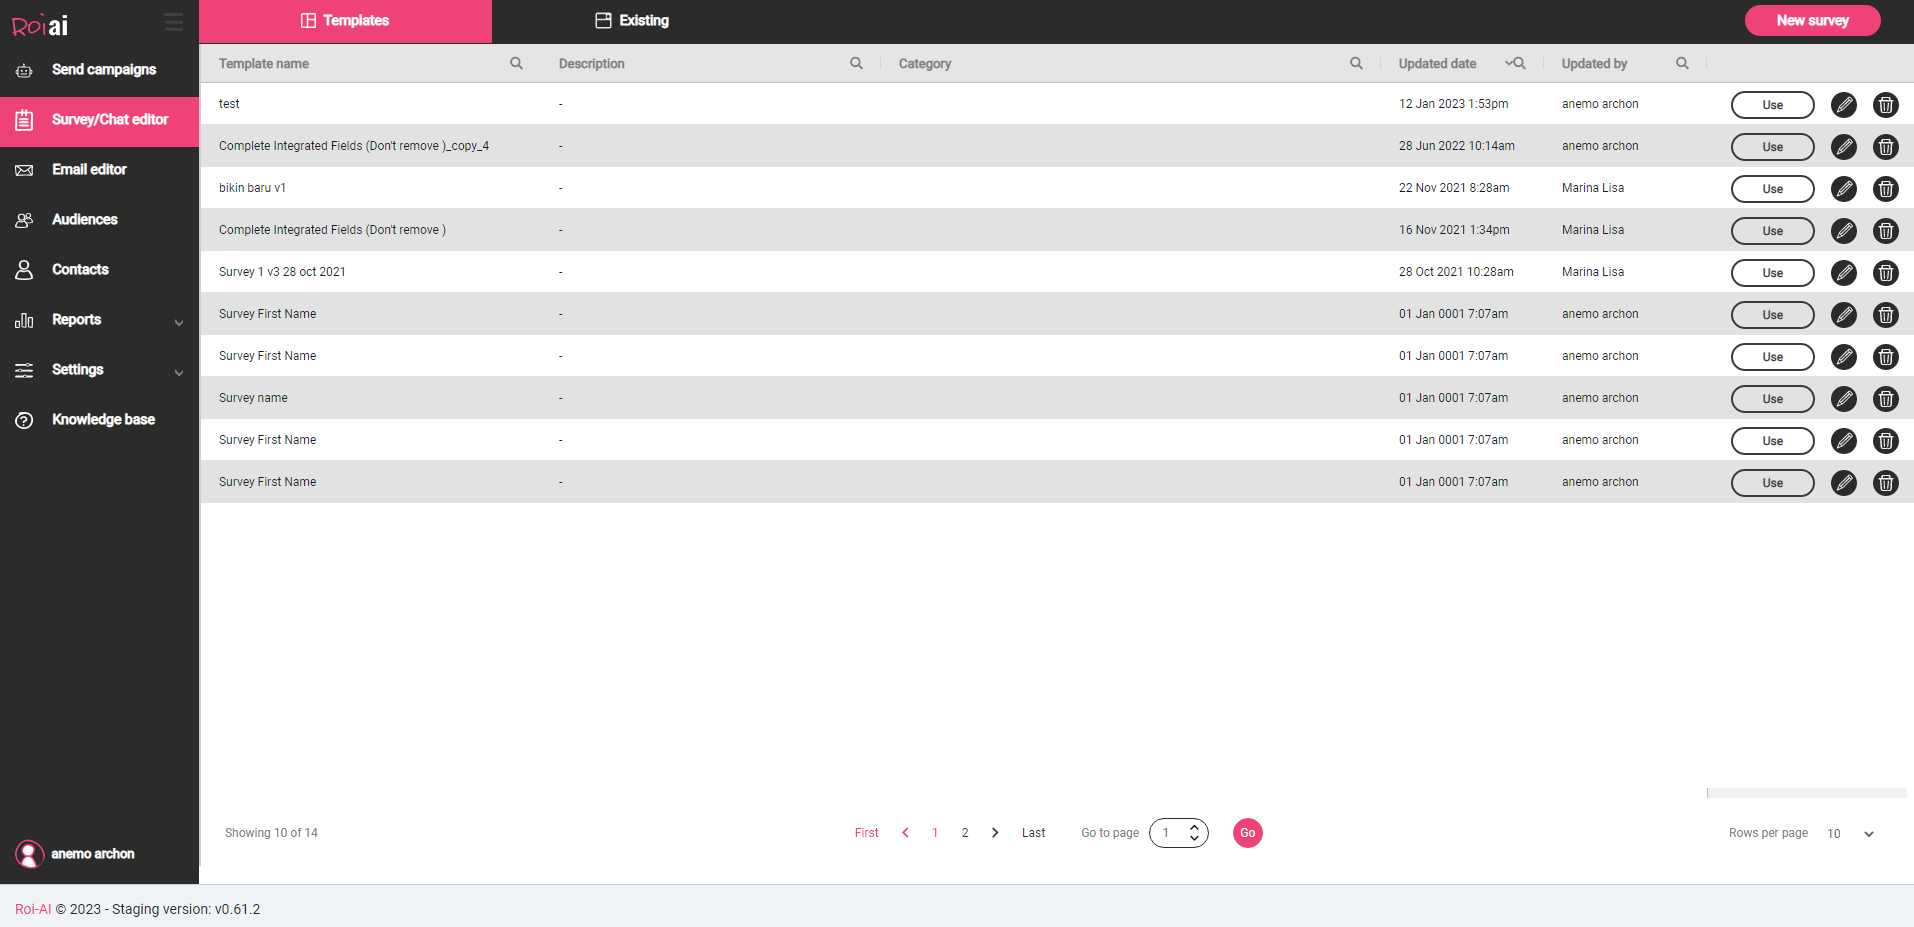 Roi ai
Templates
Existing
New survey
Send campaigns
Survey/Chat editor
Email editor
Audiences
Contacts
Reports
Settings
Knowledge base
anemo archon
Template name Description Category Updated date Updated by
test - 12 Jan 2023 1:53pm anemo archon Use
Complete Integrated Fields (Don't remove )_copy_4 - 28 Jun 2022 10:14am anemo archon Use
bikin baru v1 - 22 Nov 2021 8:28am Marina Lisa Use
Complete Integrated Fields (Don't remove ) - 16 Nov 2021 1:34pm Marina Lisa Use
Survey 1 v3 28 oct 2021 - 28 Oct 2021 10:28am Marina Lisa Use
Survey First Name - 01 Jan 0001 7:07am anemo archon Use
Survey First Name - 01 Jan 0001 7:07am anemo archon Use
Survey name - 01 Jan 0001 7:07am anemo archon Use
Survey First Name - 01 Jan 0001 7:07am anemo archon Use
Survey First Name - 01 Jan 0001 7:07am anemo archon Use
Showing 10 of 14 First 1 2 Last Go to page 1 Go Rows per page 10
Roi-AI © 2023 - Staging version: v0.61.2